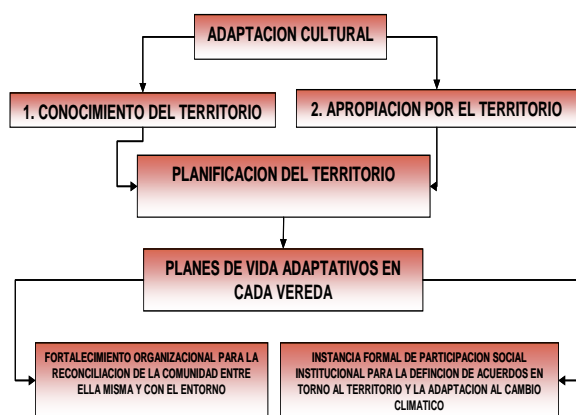 ADAPTACION CULTURAL
1. CONOCIMIENTO DEL TERRITORIO
2. APROPIACION POR EL TERRITORIO
PLANIFICACION DEL TERRITORIO
PLANES DE VIDA ADAPTATIVOS EN
CADA VEREDA
FORTALECIMIENTO ORGANIZACIONAL PARA LA
RECONCILIACION DE LA COMUNIDAD ENTRE
ELLA MISMA Y CON EL ENTORNO
INSTANCIA FORMAL DE PARTICIPACION SOCIAL
INSTITUCIONAL PARA LA DEFINCION DE ACUERDOS EN
TORNO AL TERRITORIO Y LA ADAPTACION AL CAMBIO
CLIMATICO